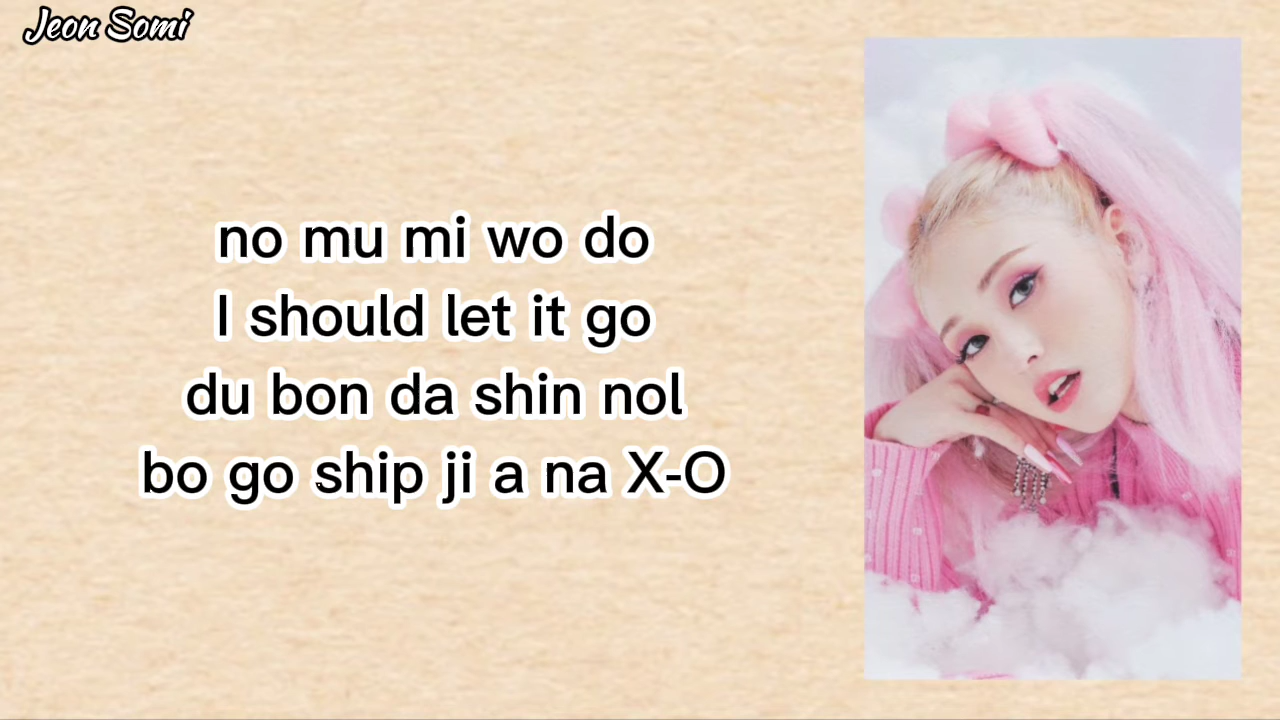 Jeon Somi
no mu mi wo do
I should let it go
du bon da shin nol
bo go ship ji a na X-O